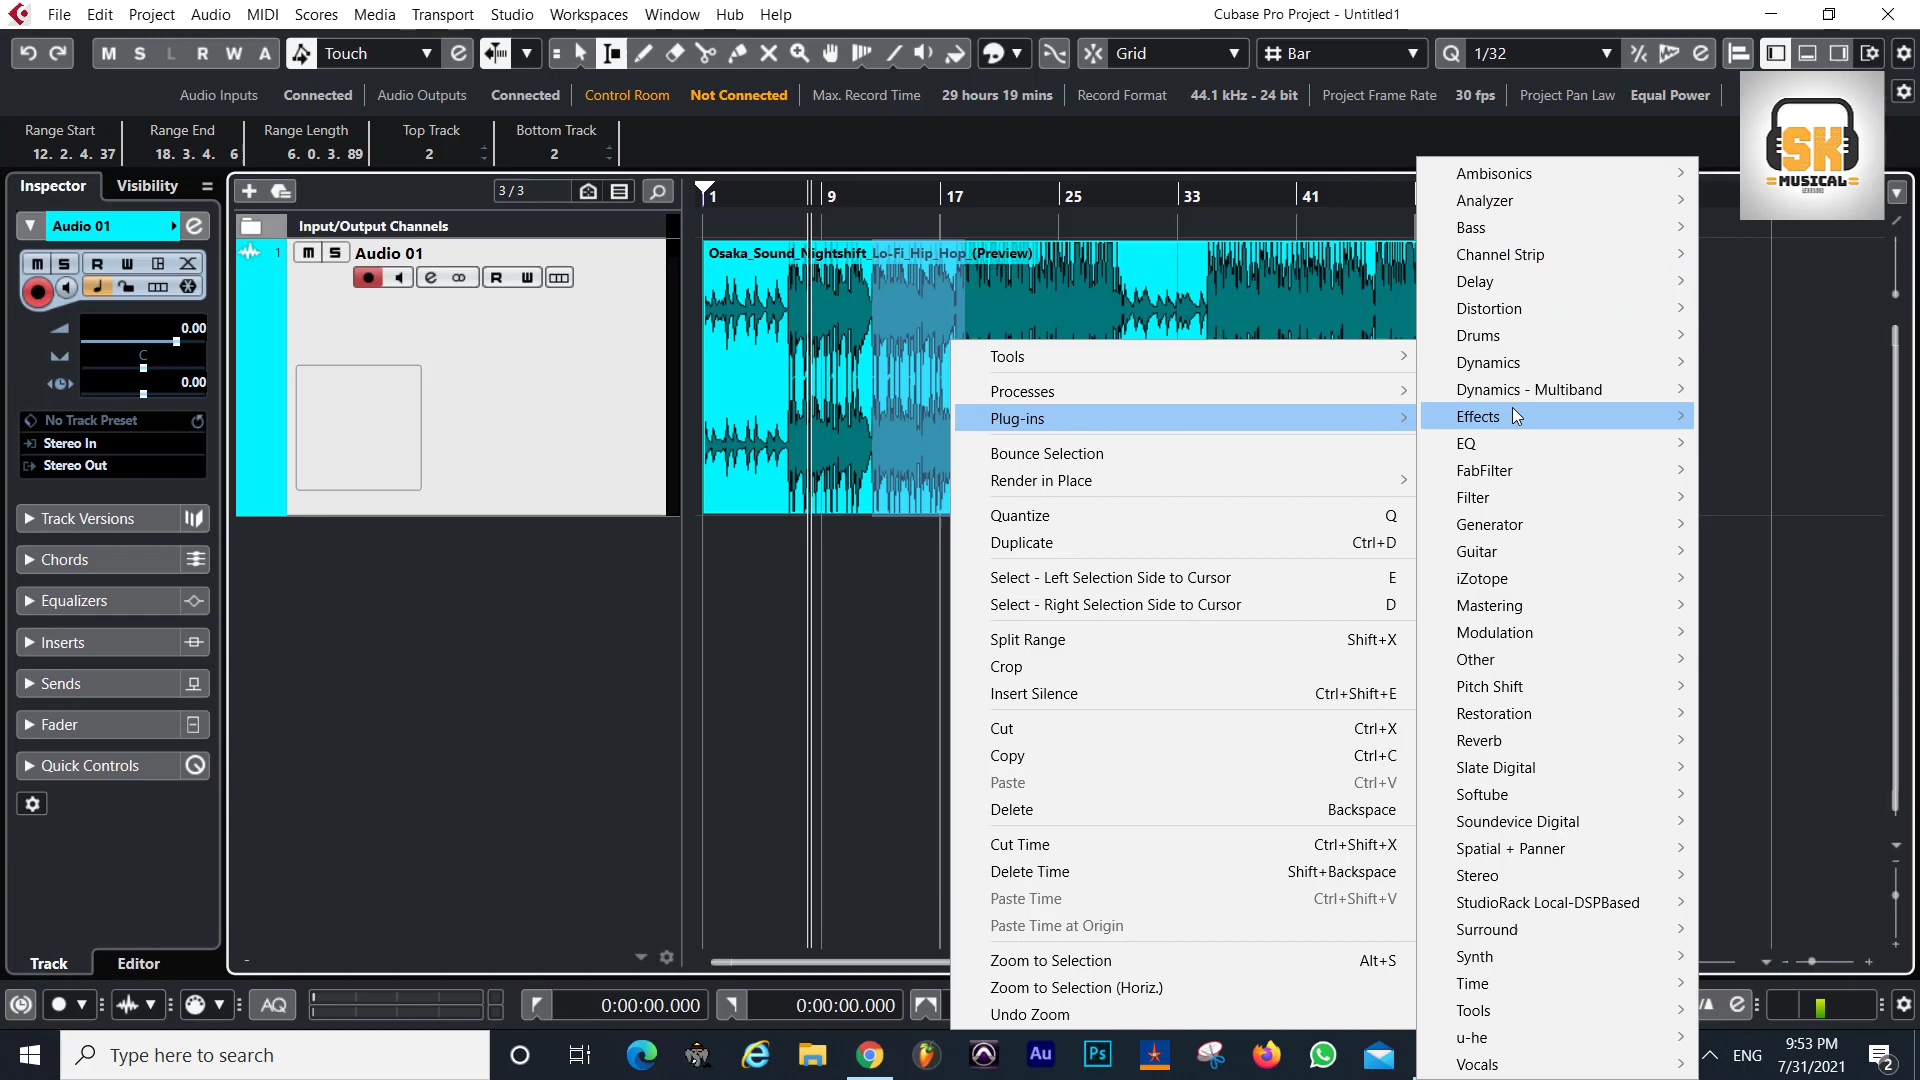 File Edit Project Audio MIDI Scores Media Transport Studio Workspaces Window Hub Help
Cubase Pro Project - Untitled1
M S L R W A Touch Grid Bar 1/32
Audio Inputs Connected Audio Outputs Connected Control Room Not Connected Max. Record Time 29 hours 19 mins Record Format 44.1 kHz - 24 bit Project Frame Rate 30 fps Project Pan Law Equal Power
Range Start Range End Range Length Top Track Bottom Track
12. 2. 4. 37 18. 3. 4. 6 6. 0. 3. 89 2 2
SK
MUSICAL
Inspector Visibility
3 / 3
1 9 17 25 33 41
Audio 01
Input/Output Channels
1 m S Audio 01
Osaka_Sound_Nightshift_Lo-Fi_Hip_Hop_(Preview)
m S R W
R W
0.00
C
0.00
No Track Preset
Stereo In
Stereo Out
Track Versions
Chords
Equalizers
Inserts
Sends
Fader
Quick Controls
Track Editor
Tools
Processes
Plug-ins
Bounce Selection
Render in Place
Quantize Q
Duplicate Ctrl+D
Select - Left Selection Side to Cursor E
Select - Right Selection Side to Cursor D
Split Range Shift+X
Crop
Insert Silence Ctrl+Shift+E
Cut Ctrl+X
Copy Ctrl+C
Paste Ctrl+V
Delete Backspace
Cut Time Ctrl+Shift+X
Delete Time Shift+Backspace
Paste Time Ctrl+Shift+V
Paste Time at Origin
Zoom to Selection Alt+S
Zoom to Selection (Horiz.)
Undo Zoom
Ambisonics
Analyzer
Bass
Channel Strip
Delay
Distortion
Drums
Dynamics
Dynamics - Multiband
Effects
EQ
FabFilter
Filter
Generator
Guitar
iZotope
Mastering
Modulation
Other
Pitch Shift
Restoration
Reverb
Slate Digital
Softube
Soundevice Digital
Spatial + Panner
Stereo
StudioRack Local-DSPBased
Surround
Synth
Time
Tools
u-he
Vocals
AQ 0:00:00.000 0:00:00.000
Type here to search
Au Ps
ENG
9:53 PM
7/31/2021
2